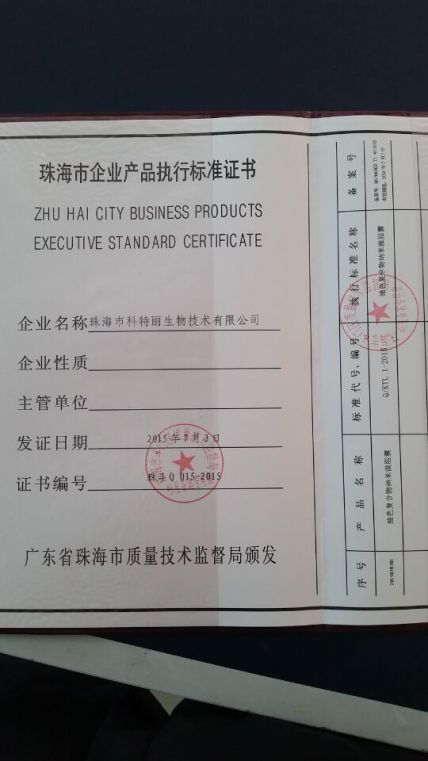 珠海市企业产品执行标准证书
ZHU HAI CITY BUSINESS PRODUCTS
EXECUTIVE STANDARD CERTIFICATE
企业名称珠海市科特丽生物技术有限公司
企业性质
主管单位
发证日期 2015年7月3日
证书编号 Q 015-2015
广东省珠海市质量技术监督局颁发
序号
产品名称
标准代号、编号
执行标准名称
备案号
Q/KTL 1-2015